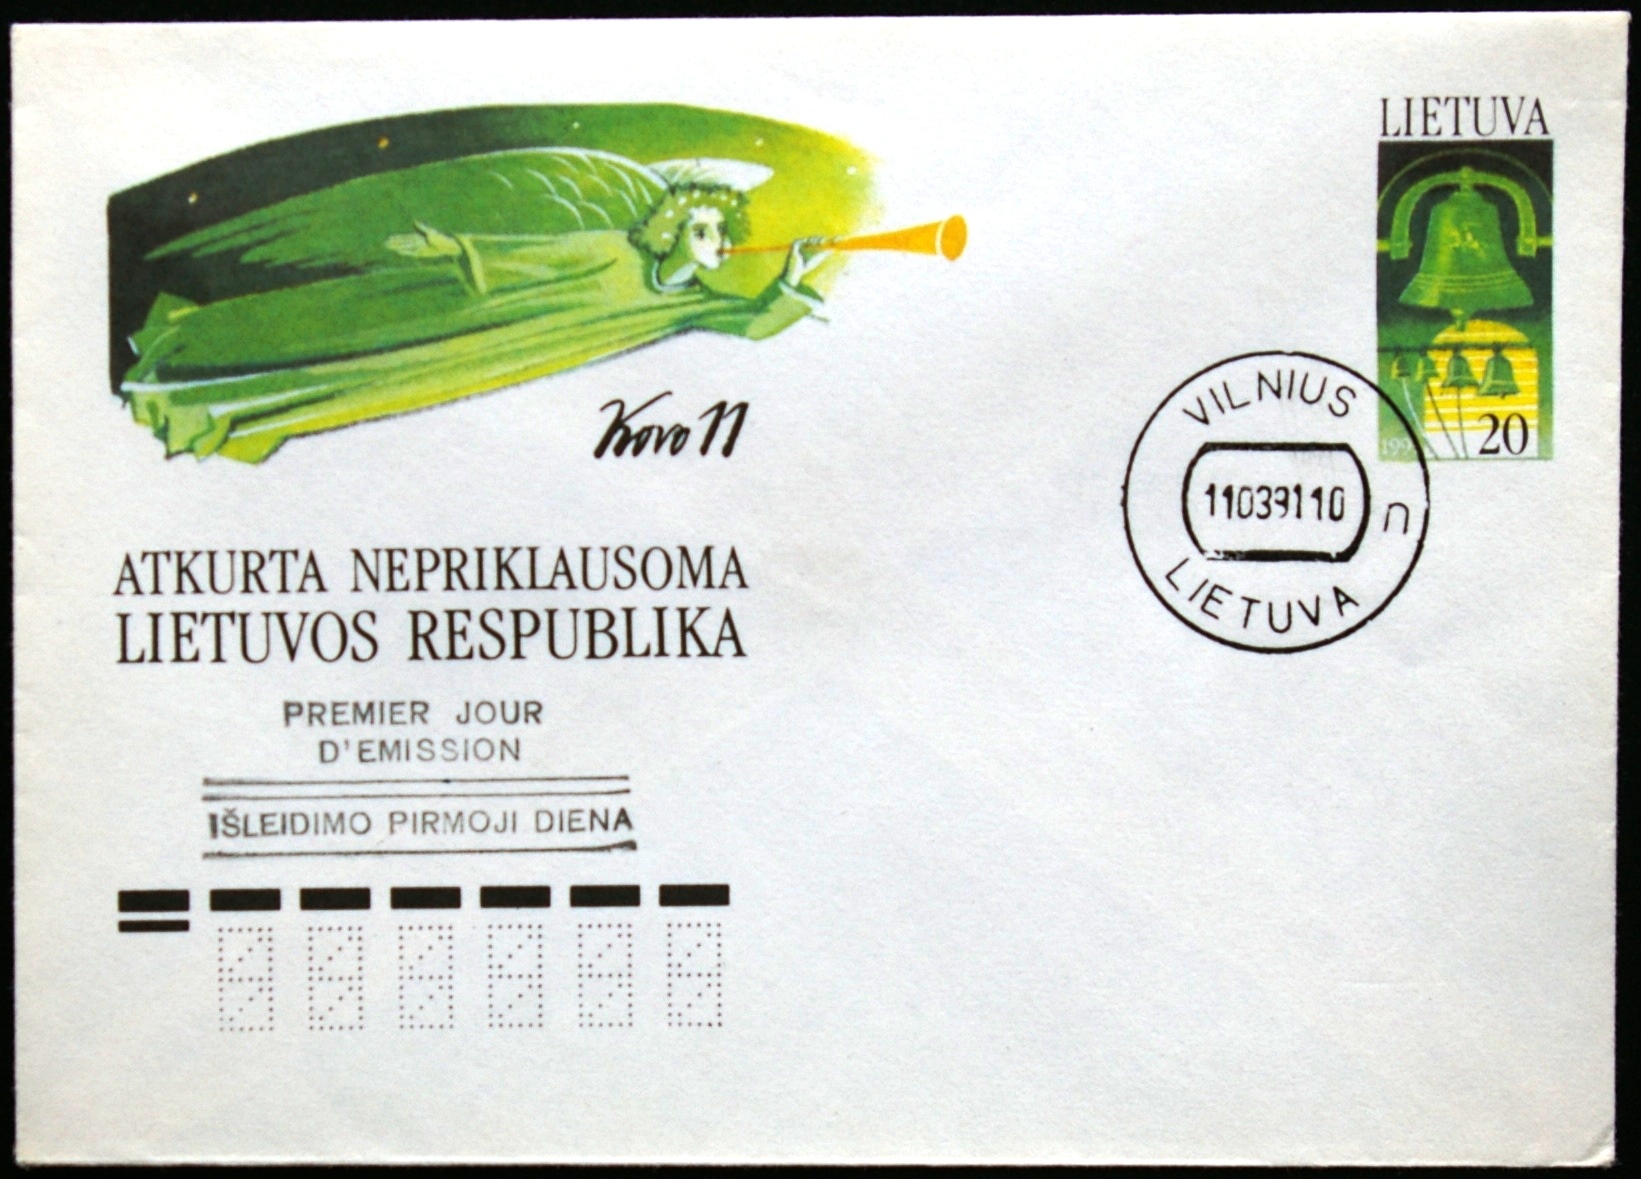 LIETUVA
20
Kovo 11
VILNIUS
11039110
n
LIETUVA
ATKURTA NEPRIKLAUSOMA
LIETUVOS RESPUBLIKA
PREMIER JOUR
D'EMISSION
IŠLEIDIMO PIRMOJI DIENA